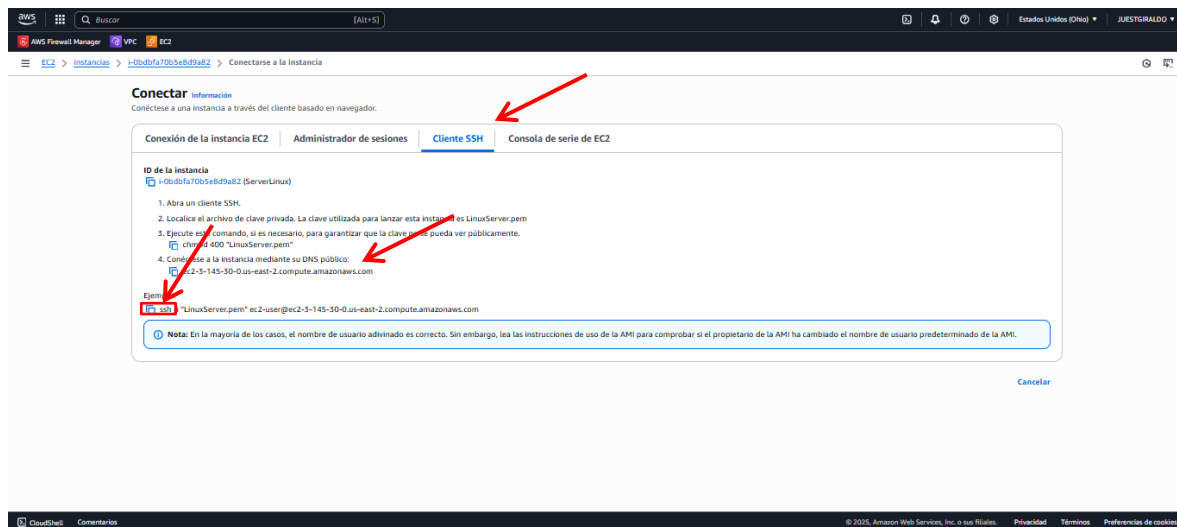 aws
Buscar [Alt+S] Estados Unidos (Ohio) ▼ JUESTGIRALDO ▼
AWS Firewall Manager VPC EC2
EC2 > Instancias > i-0bdbfa70b5e8d9a82 > Conectarse a la instancia
Conectar Información
Conéctese a una instancia a través del cliente basado en navegador.
Conexión de la instancia EC2 Administrador de sesiones Cliente SSH Consola de serie de EC2
ID de la instancia
i-0bdbfa70b5e8d9a82 (ServerLinux)
1. Abra un cliente SSH.
2. Localice el archivo de clave privada. La clave utilizada para lanzar esta instancia es LinuxServer.pem
3. Ejecute este comando, si es necesario, para garantizar que la clave no se pueda ver públicamente.
chmod 400 "LinuxServer.pem"
4. Conéctese a la instancia mediante su DNS público:
ec2-3-145-30-0.us-east-2.compute.amazonaws.com
Ejemplo
ssh "LinuxServer.pem" ec2-user@ec2-3-145-30-0.us-east-2.compute.amazonaws.com
Nota: En la mayoría de los casos, el nombre de usuario adivinado es correcto. Sin embargo, lea las instrucciones de uso de la AMI para comprobar si el propietario de la AMI ha cambiado el nombre de usuario predeterminado de la AMI.
Cancelar
CloudShell Comentarios © 2025, Amazon Web Services, Inc. o sus filiales. Privacidad Términos Preferencias de cookies